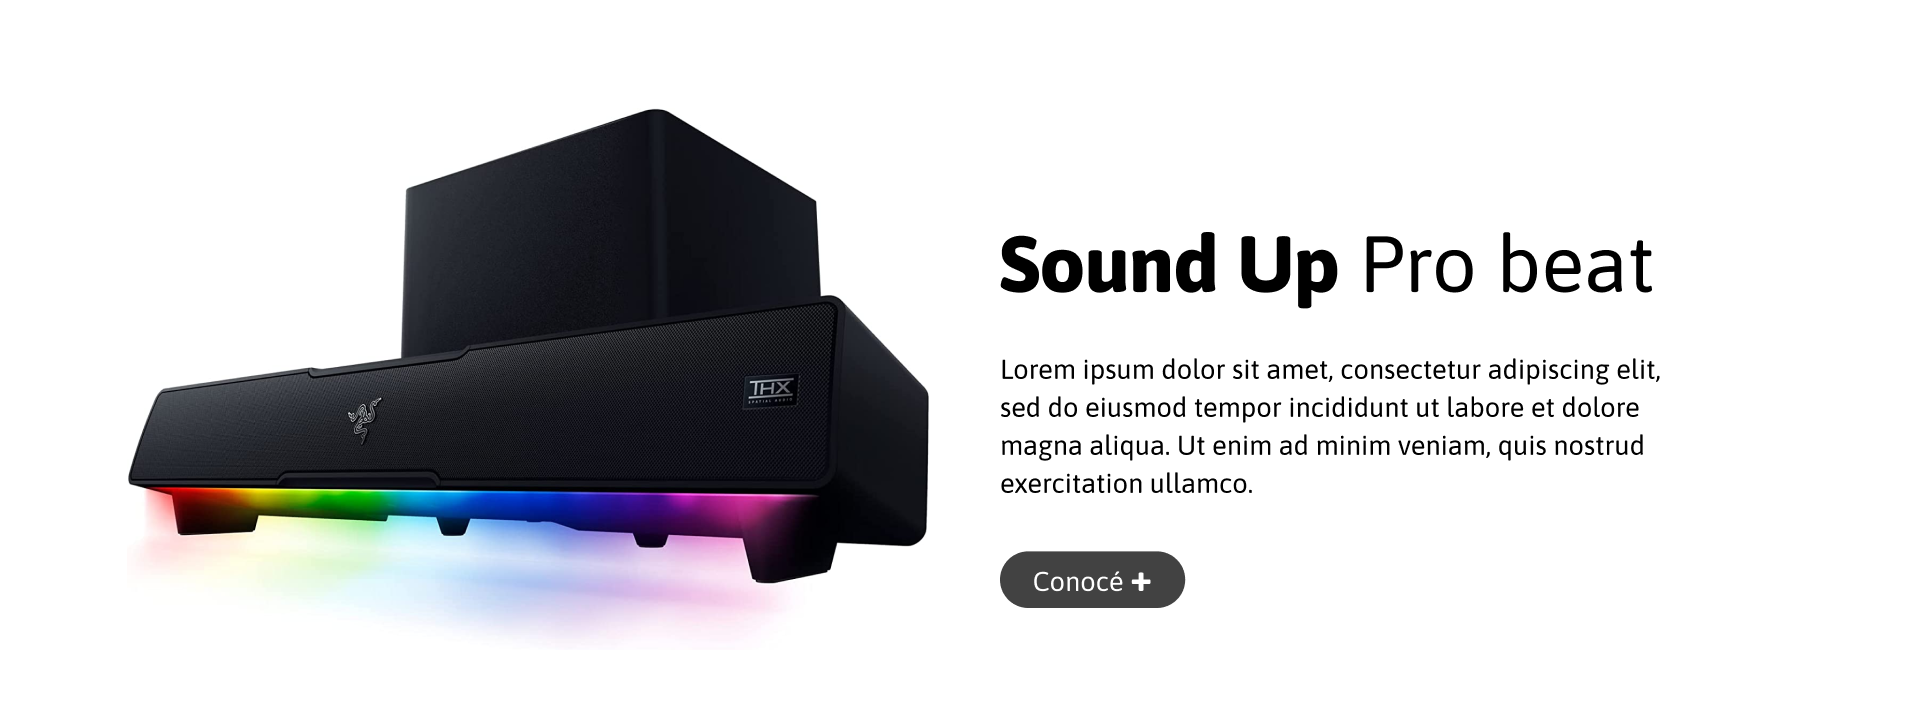 THX
SPATIAL AUDIO
Sound Up Pro beat
Lorem ipsum dolor sit amet, consectetur adipiscing elit,
sed do eiusmod tempor incididunt ut labore et dolore
magna aliqua. Ut enim ad minim veniam, quis nostrud
exercitation ullamco.
Conocé +